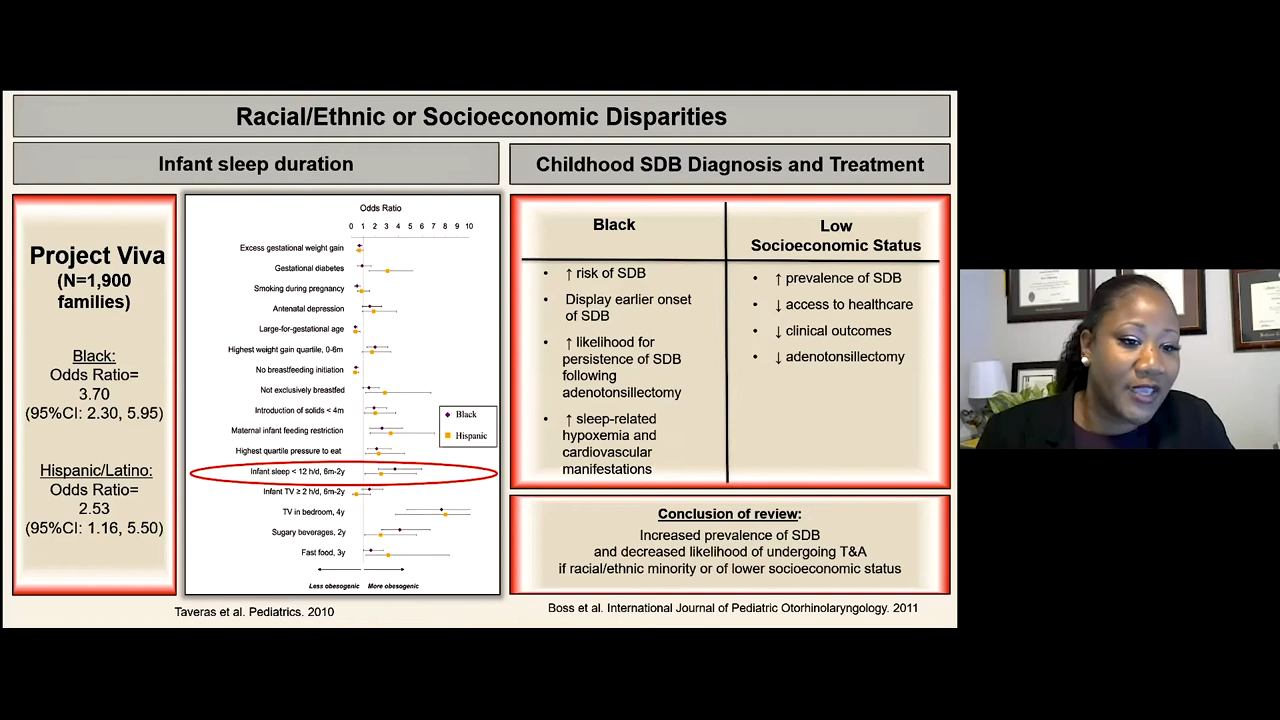 Racial/Ethnic or Socioeconomic Disparities
Infant sleep duration
Project Viva
(N=1,900
families)
Black:
Odds Ratio=
3.70
(95%CI: 2.30, 5.95)
Hispanic/Latino:
Odds Ratio=
2.53
(95%CI: 1.16, 5.50)
Odds Ratio
0 1 2 3 4 5 6 7 8 9 10
Excess gestational weight gain
Gestational diabetes
Smoking during pregnancy
Antenatal depression
Large-for-gestational age
Highest weight gain quartile, 0-6m
No breastfeeding initiation
Not exclusively breastfed
Introduction of solids < 4m
Maternal infant feeding restriction
Highest quartile pressure to eat
Infant sleep < 12 h/d, 6m-2y
Infant TV ≥ 2 h/d, 6m-2y
TV in bedroom, 4y
Sugary beverages, 2y
Fast food, 3y
Black
Hispanic
Less obesogenic More obesogenic
Taveras et al. Pediatrics. 2010
Childhood SDB Diagnosis and Treatment
Black
• ↑ risk of SDB
• Display earlier onset
of SDB
• ↑ likelihood for
persistence of SDB
following
adenotonsillectomy
• ↑ sleep-related
hypoxemia and
cardiovascular
manifestations
Low
Socioeconomic Status
• ↑ prevalence of SDB
• ↓ access to healthcare
• ↓ clinical outcomes
• ↓ adenotonsillectomy
Conclusion of review:
Increased prevalence of SDB
and decreased likelihood of undergoing T&A
if racial/ethnic minority or of lower socioeconomic status
Boss et al. International Journal of Pediatric Otorhinolaryngology. 2011